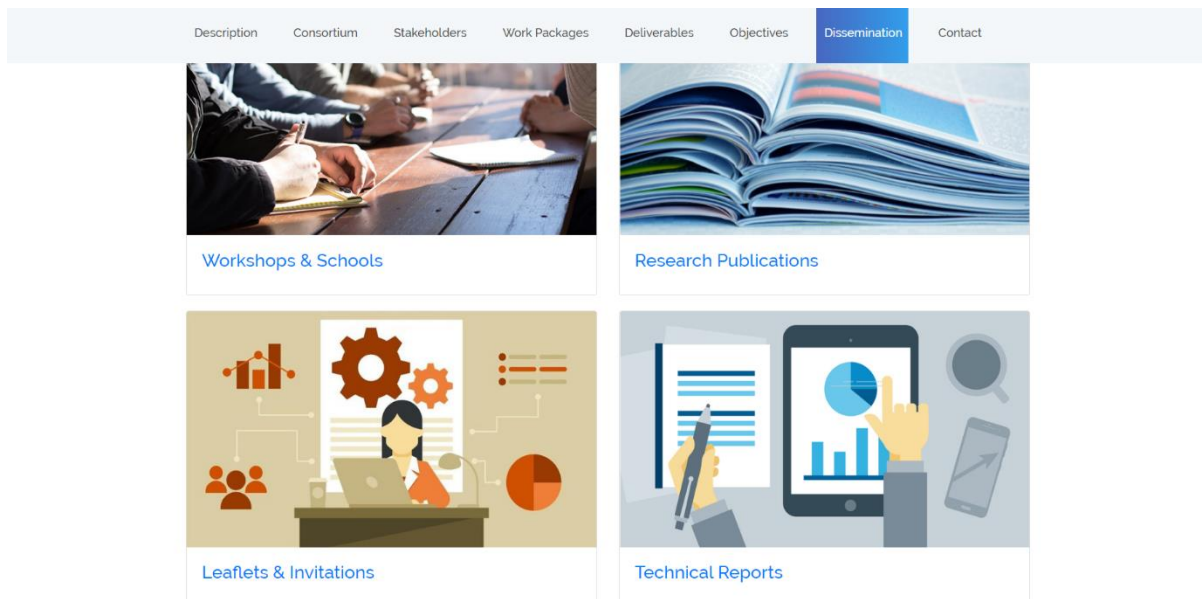 Description Consortium Stakeholders Work Packages Deliverables Objectives Dissemination Contact
Workshops & Schools
Research Publications
Leaflets & Invitations
Technical Reports